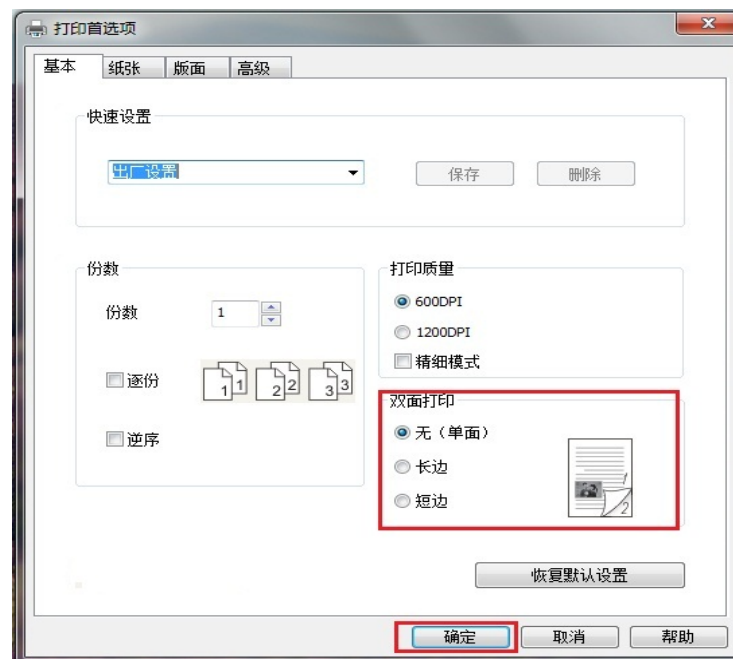 打印首选项
基本 纸张 版面 高级
快速设置
出厂设置 保存 删除
份数
份数 1
逐份 1 1 2 2 3 3
逆序
打印质量
600DPI
1200DPI
精细模式
双面打印
无（单面）
长边
短边
1
2
恢复默认设置
确定 取消 帮助